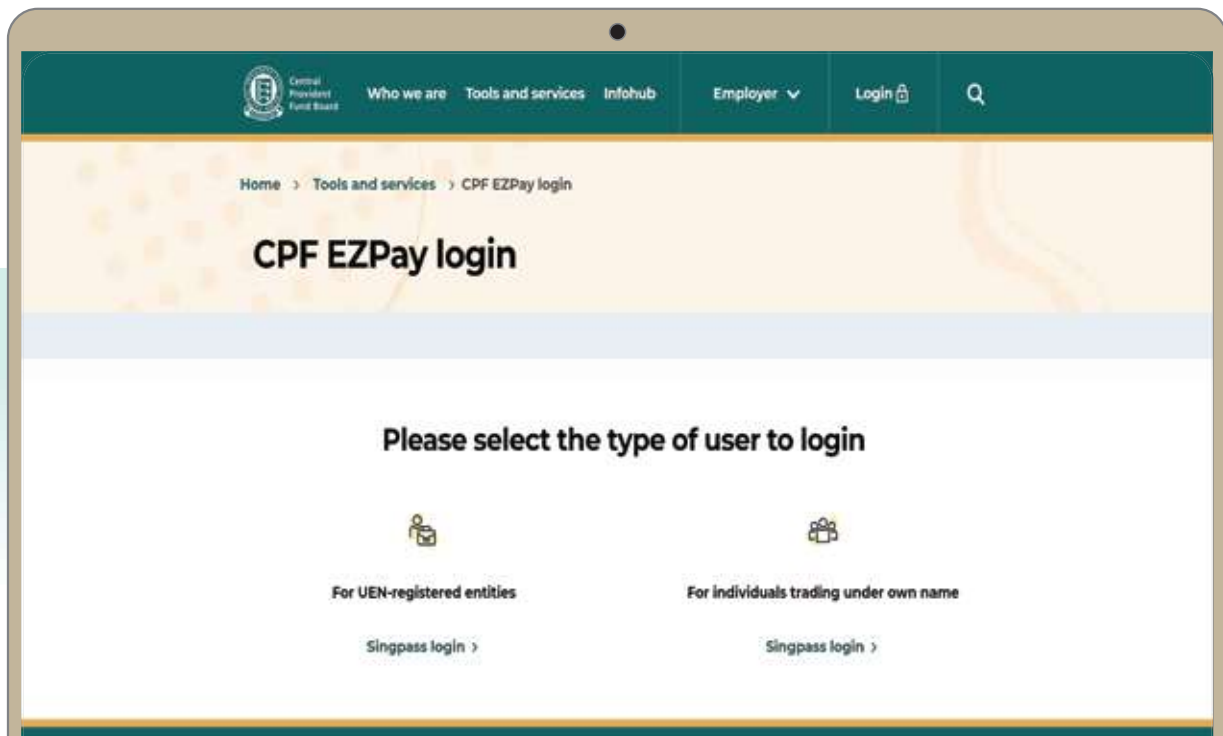 Central
Provident
Fund Board
Who we are Tools and services Infohub Employer Login
Home > Tools and services > CPF EZPay login
CPF EZPay login
Please select the type of user to login
For UEN-registered entities For individuals trading under own name
Singpass login > Singpass login >